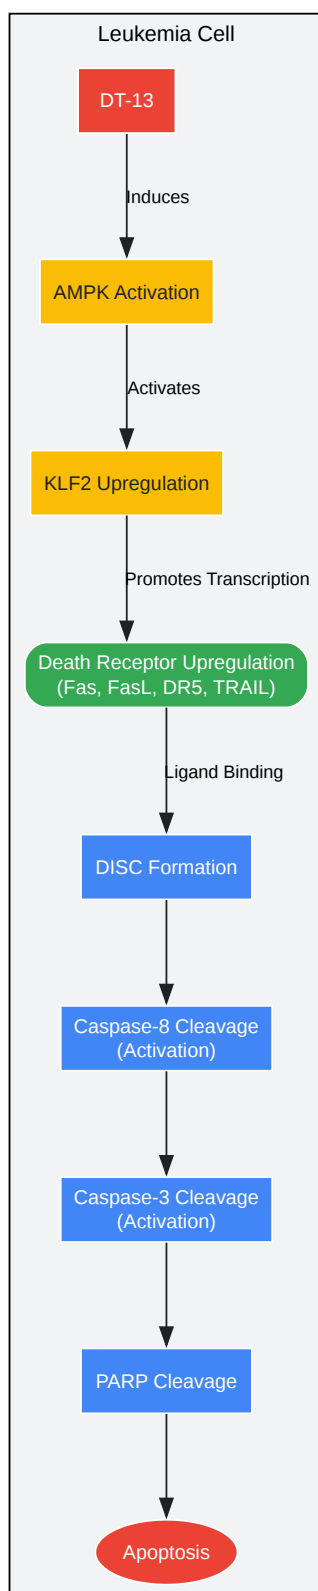 Leukemia Cell
DT-13
Induces
AMPK Activation
Activates
KLF2 Upregulation
Promotes Transcription
Death Receptor Upregulation
(Fas, FasL, DR5, TRAIL)
Ligand Binding
DISC Formation
Caspase-8 Cleavage
(Activation)
Caspase-3 Cleavage
(Activation)
PARP Cleavage
Apoptosis